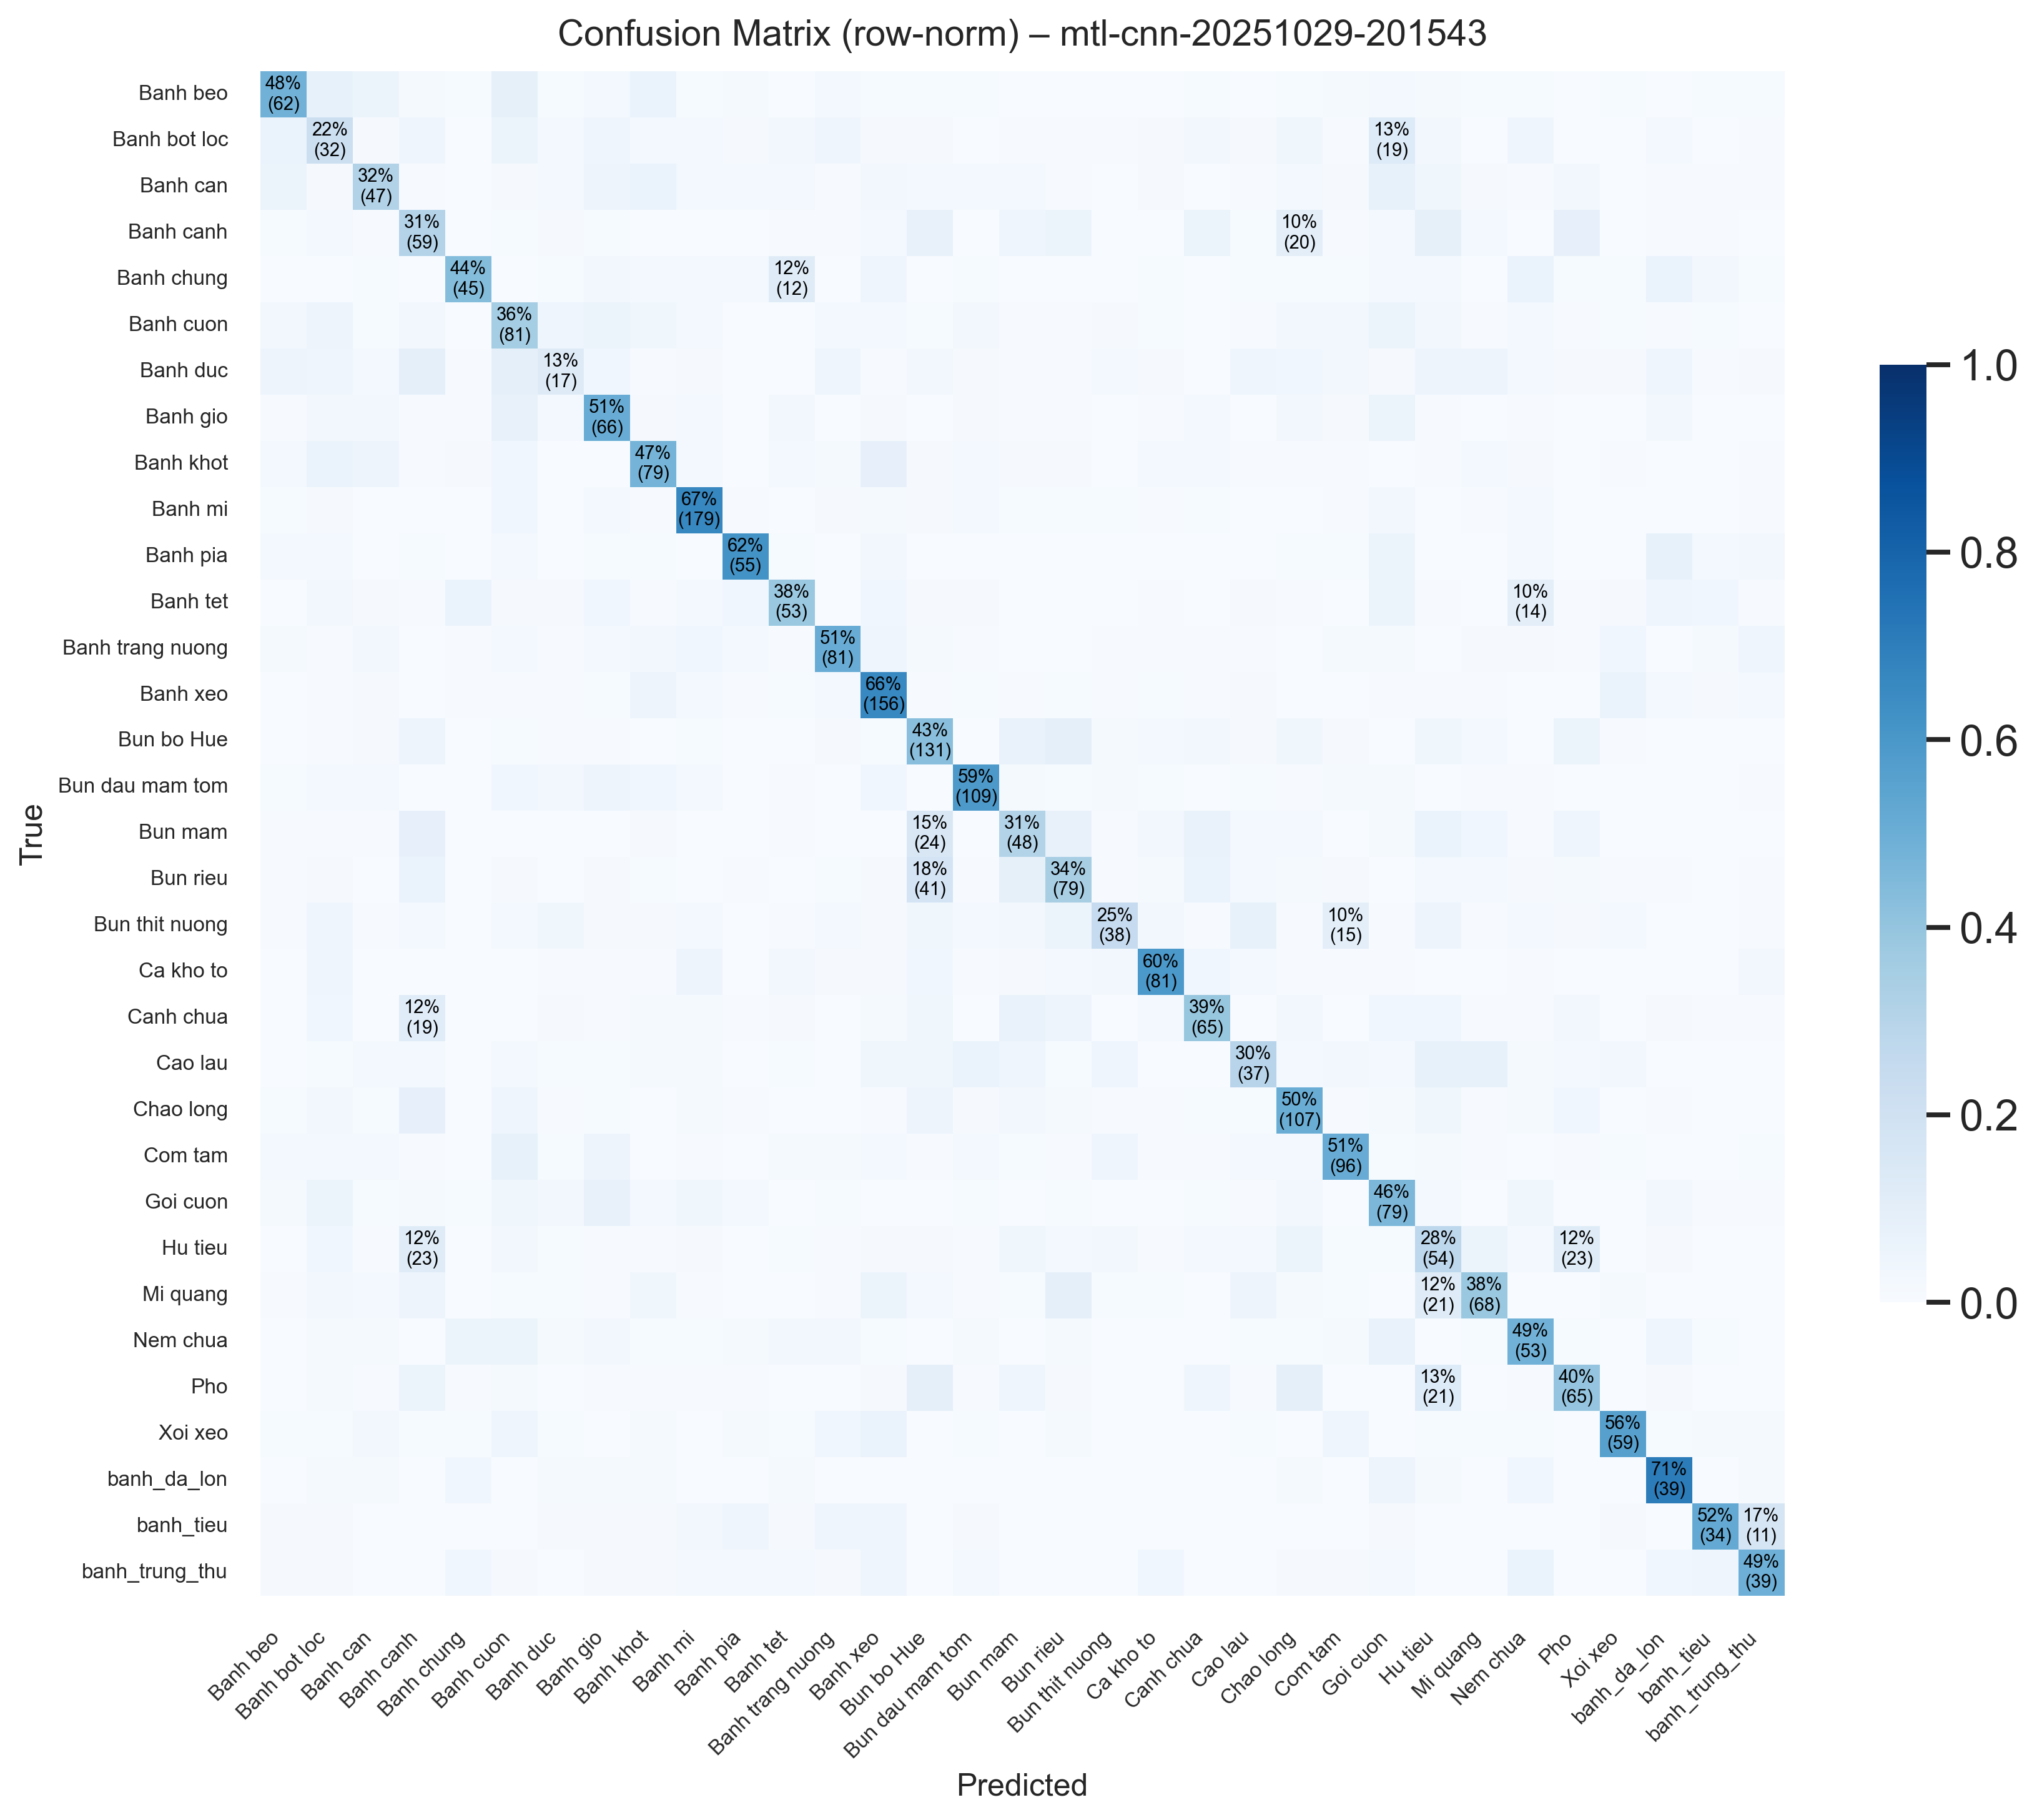 Confusion Matrix (row-norm) – mtl-cnn-20251029-201543
True
Banh beo
48%
(62)
Banh bot loc
22%
(32)
13%
(19)
Banh can
32%
(47)
Banh canh
31%
(59)
10%
(20)
Banh chung
44%
(45)
12%
(12)
Banh cuon
36%
(81)
Banh duc
13%
(17)
Banh gio
51%
(66)
Banh khot
47%
(79)
Banh mi
67%
(179)
Banh pia
62%
(55)
Banh tet
38%
(53)
10%
(14)
Banh trang nuong
51%
(81)
Banh xeo
66%
(156)
Bun bo Hue
43%
(131)
Bun dau mam tom
59%
(109)
Bun mam
15%
(24)
31%
(48)
Bun rieu
18%
(41)
34%
(79)
Bun thit nuong
25%
(38)
10%
(15)
Ca kho to
60%
(81)
Canh chua
12%
(19)
39%
(65)
Cao lau
30%
(37)
Chao long
50%
(107)
Com tam
51%
(96)
Goi cuon
46%
(79)
Hu tieu
12%
(23)
28%
(54)
12%
(23)
Mi quang
12%
(21)
38%
(68)
Nem chua
49%
(53)
Pho
13%
(21)
40%
(65)
Xoi xeo
56%
(59)
banh_da_lon
71%
(39)
banh_tieu
52%
(34)
17%
(11)
banh_trung_thu
49%
(39)
1.0
0.8
0.6
0.4
0.2
0.0
Banh beo
Banh bot loc
Banh can
Banh canh
Banh chung
Banh cuon
Banh duc
Banh gio
Banh khot
Banh mi
Banh pia
Banh tet
Banh trang nuong
Banh xeo
Bun bo Hue
Bun dau mam tom
Bun mam
Bun rieu
Bun thit nuong
Ca kho to
Canh chua
Cao lau
Chao long
Com tam
Goi cuon
Hu tieu
Mi quang
Nem chua
Pho
Xoi xeo
banh_da_lon
banh_tieu
banh_trung_thu
Predicted